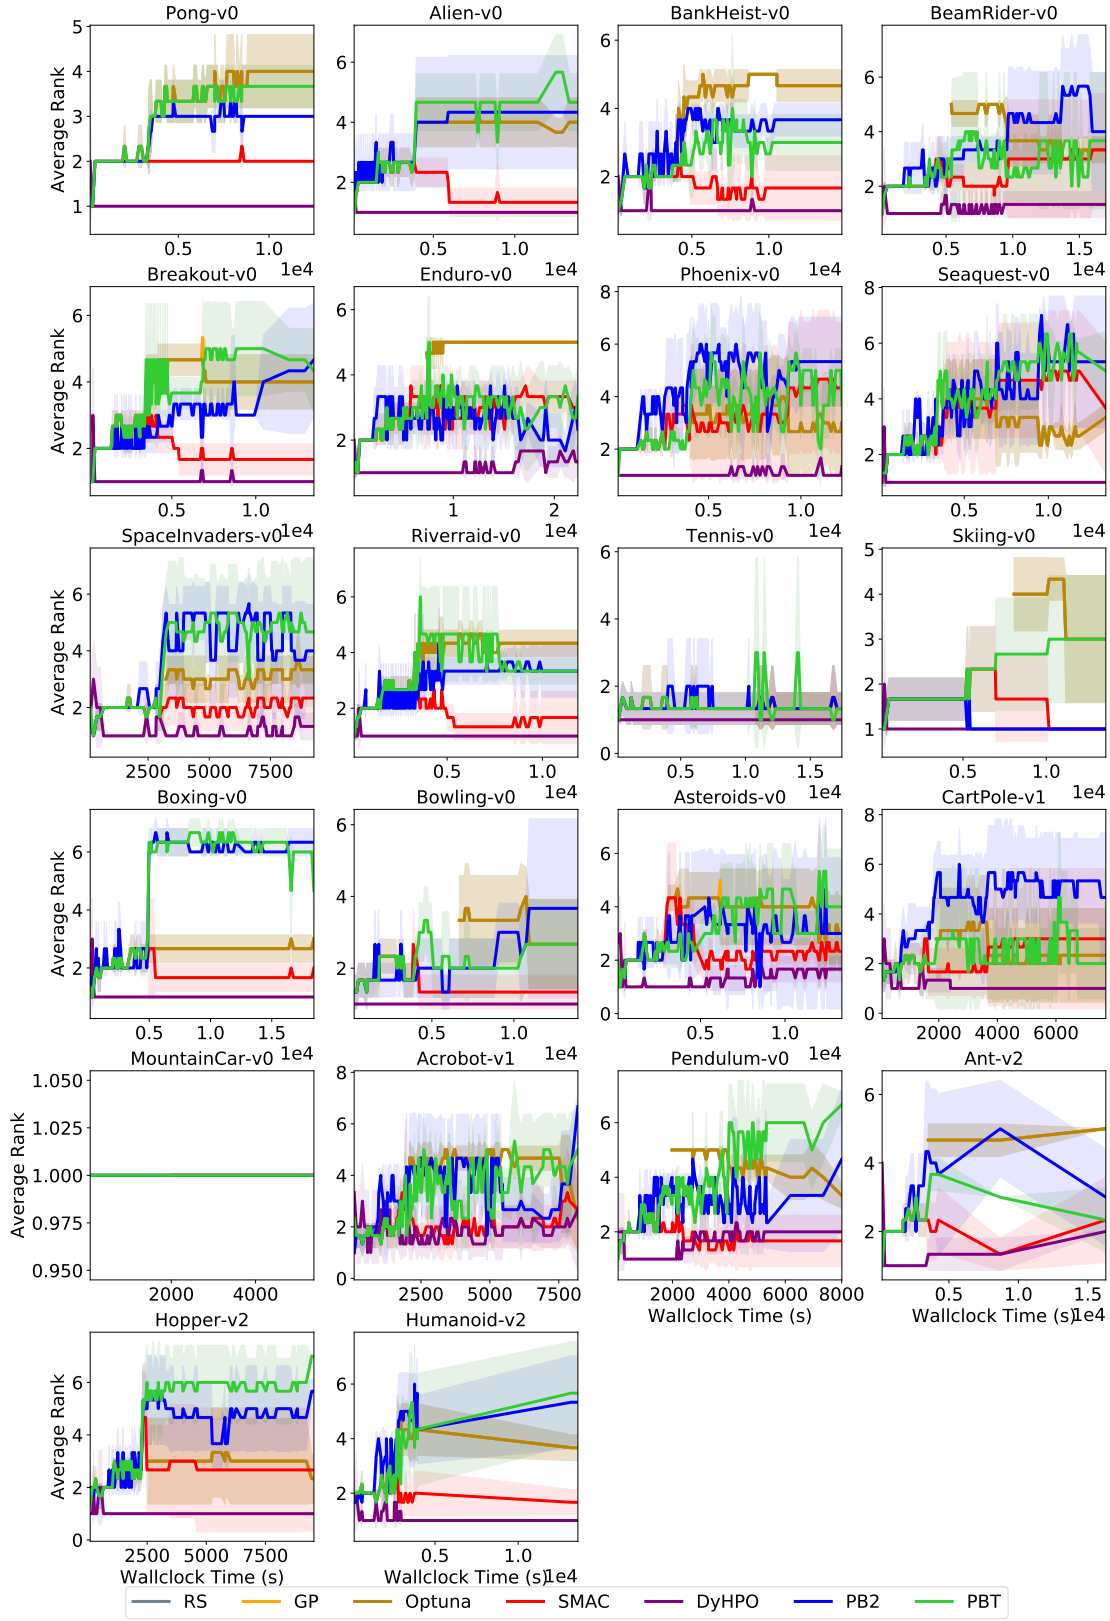 Pong-v0 Alien-v0 BankHeist-v0 BeamRider-v0
Average Rank
5
4
3
2
1
0.5 1.0
1e4
6
4
2
0.5 1.0
1e4
6
4
2
0.5 1.0
1e4
6
4
2
0.5 1.0 1.5
1e4
Breakout-v0 Enduro-v0 Phoenix-v0 Seaquest-v0
Average Rank
6
4
2
0.5 1.0
1e4
6
4
2
1 2
1e4
8
6
4
2
0.5 1.0
1e4
8
6
4
2
0.5 1.0
1e4
SpaceInvaders-v0 Riverraid-v0 Tennis-v0 Skiing-v0
Average Rank
6
4
2
2500 5000 7500
6
4
2
0.5 1.0
1e4
6
4
2
0
0.5 1.0 1.5
1e4
5
4
3
2
1
0.5 1.0
1e4
Boxing-v0 Bowling-v0 Asteroids-v0 CartPole-v1
Average Rank
6
4
2
0.5 1.0 1.5
1e4
6
4
2
0.5 1.0
1e4
6
4
2
0
0.5 1.0
1e4
8
6
4
2
0
2000 4000 6000
MountainCar-v0 Acrobot-v1 Pendulum-v0 Ant-v2
Average Rank
1.050
1.025
1.000
0.975
0.950
2000 4000
8
6
4
2
0
2500 5000 7500
6
4
2
2000 4000 6000 8000
Wallclock Time (s)
6
4
2
0.5 1.0 1.5
Wallclock Time (s)
1e4
Hopper-v2 Humanoid-v2
Average Rank
6
4
2
0
2500 5000 7500
Wallclock Time (s)
6
4
2
0.5 1.0
Wallclock Time (s)
1e4
RS GP Optuna SMAC DyHPO PB2 PBT